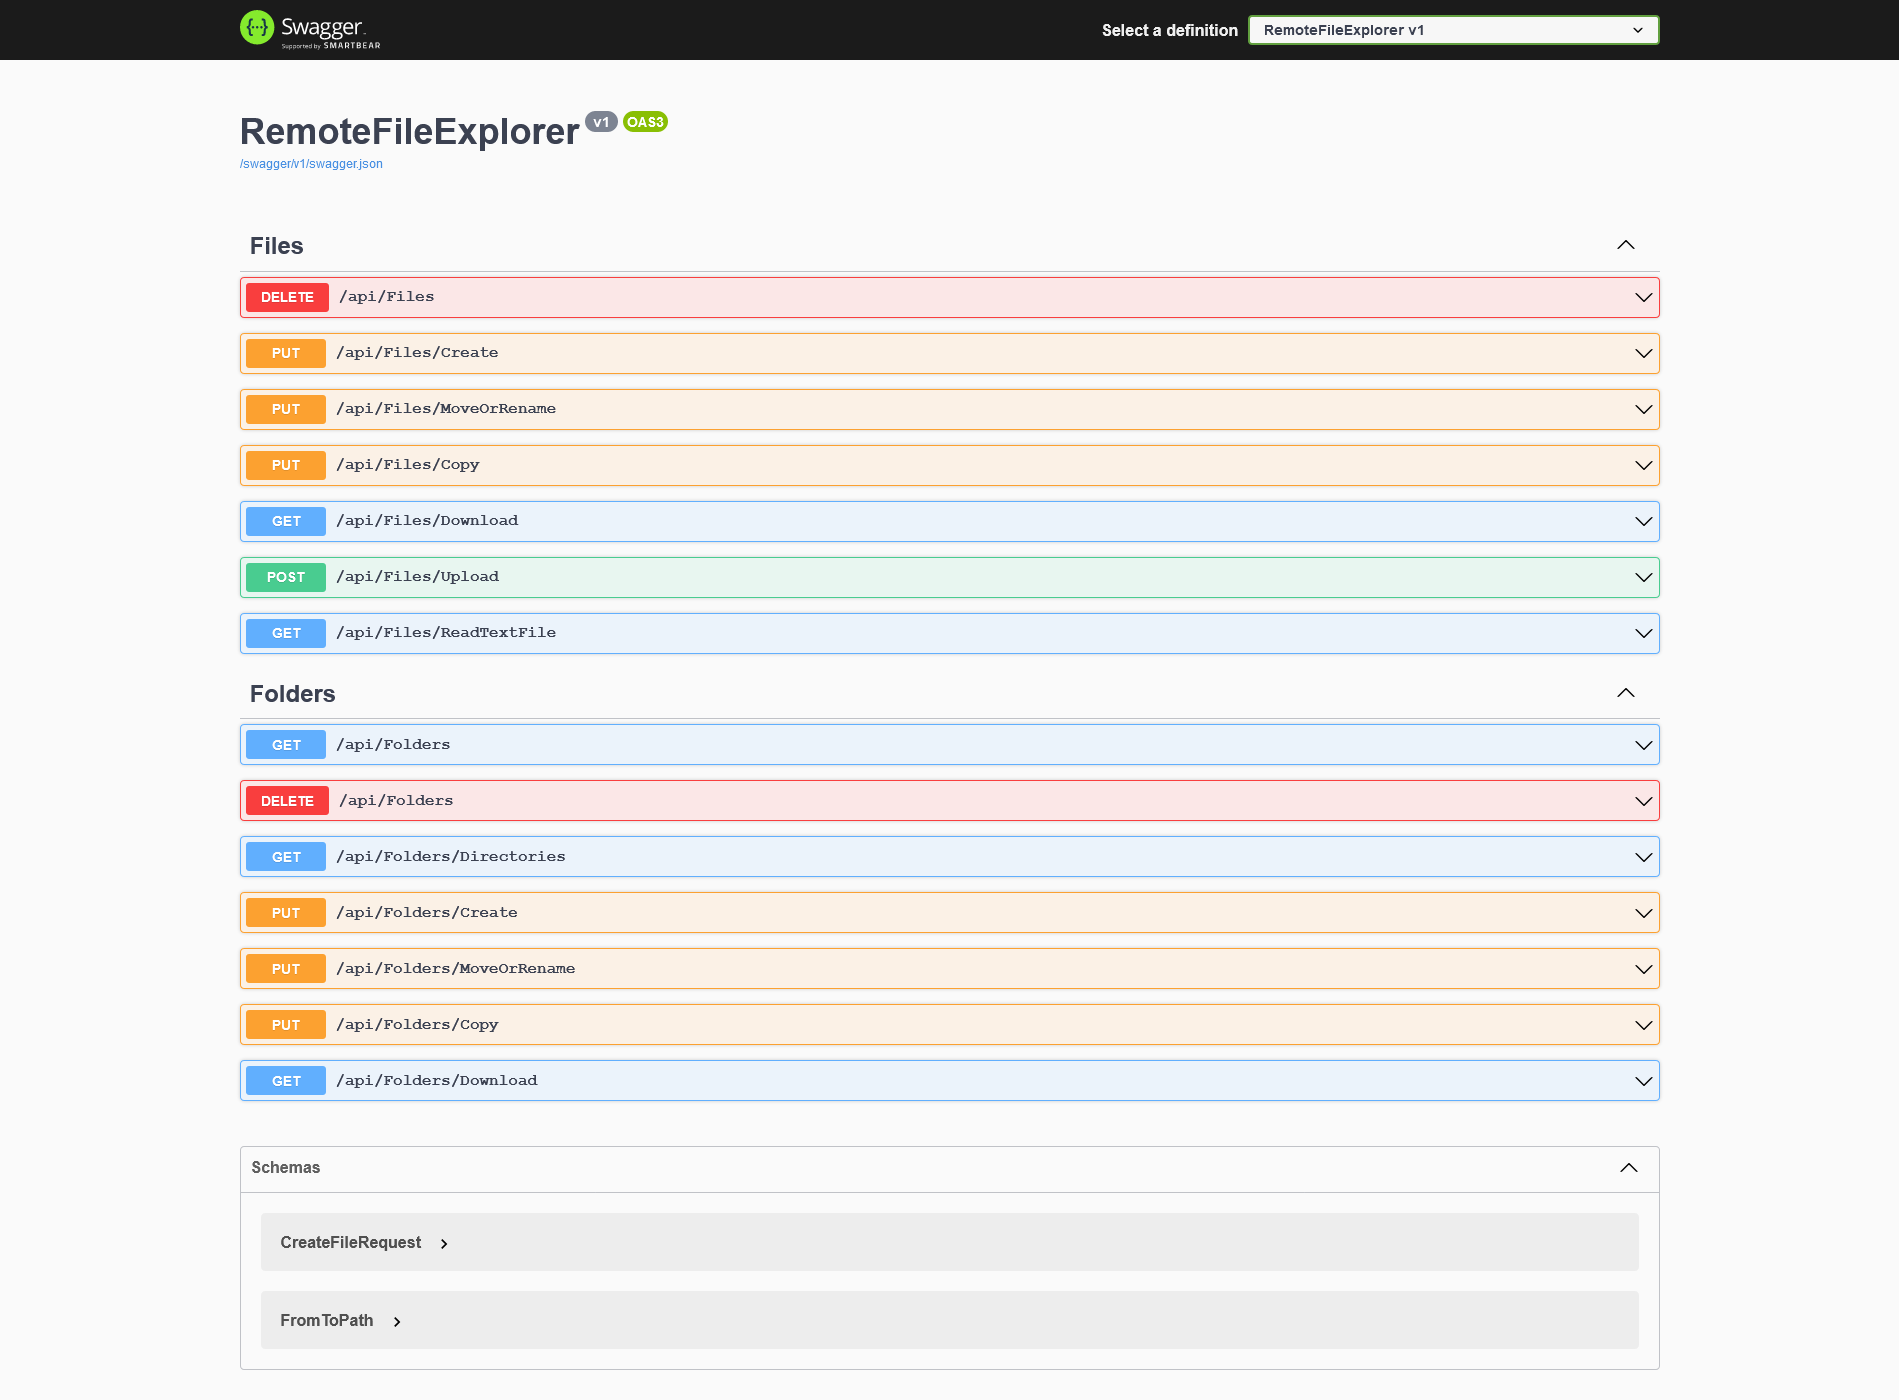 Swagger
Supported by SMARTBEAR
Select a definition
RemoteFileExplorer v1
RemoteFileExplorer v1 OAS3
/swagger/v1/swagger.json
Files
DELETE /api/Files
PUT /api/Files/Create
PUT /api/Files/MoveOrRename
PUT /api/Files/Copy
GET /api/Files/Download
POST /api/Files/Upload
GET /api/Files/ReadTextFile
Folders
GET /api/Folders
DELETE /api/Folders
GET /api/Folders/Directories
PUT /api/Folders/Create
PUT /api/Folders/MoveOrRename
PUT /api/Folders/Copy
GET /api/Folders/Download
Schemas
CreateFileRequest
FromToPath